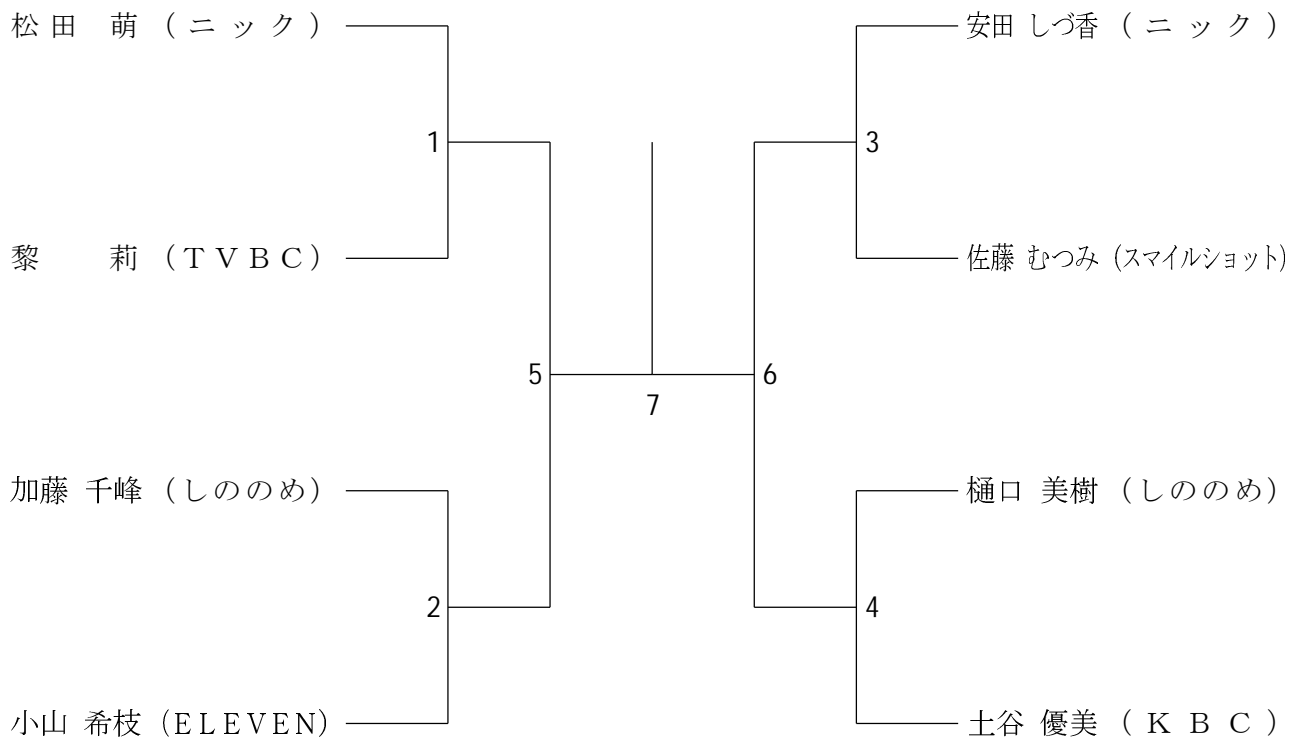 松田 萌 (ニック)
安田 しづ香 (ニック)
1
3
黎 莉 (TVBC)
佐藤 むつみ (スマイルショット)
5
6
7
加藤 千峰 (しののめ)
樋口 美樹 (しののめ)
2
4
小山 希枝 (ELEVEN)
土谷 優美 (KBC)